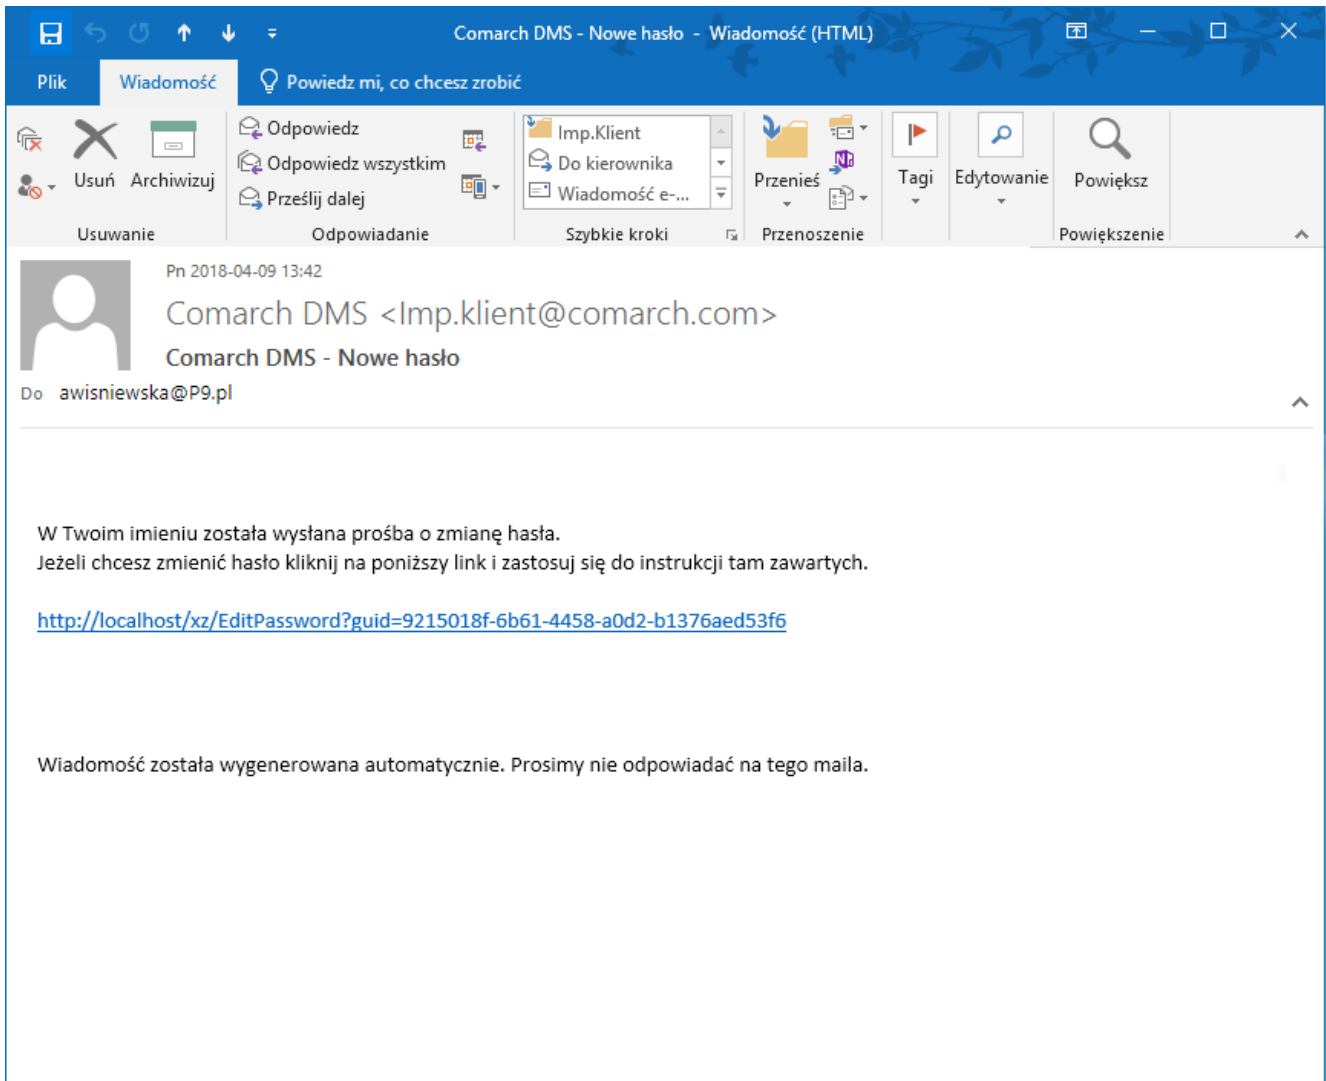 Comarch DMS - Nowe hasło - Wiadomość (HTML)
Plik
Wiadomość
Powiedz mi, co chcesz zrobić
Usuń
Archiwizuj
Odpowiedz
Odpowiedz wszystkim
Prześlij dalej
Imp.Klient
Do kierownika
Wiadomość e-...
Przenieś
Tagi
Edytowanie
Powiększ
Usuwanie
Odpowiadanie
Szybkie kroki
Przenoszenie
Powiększenie
Pn 2018-04-09 13:42
Comarch DMS <Imp.klient@comarch.com>
Comarch DMS - Nowe hasło
Do awisniewska@P9.pl
W Twoim imieniu została wysłana prośba o zmianę hasła.
Jeżeli chcesz zmienić hasło kliknij na poniższy link i zastosuj się do instrukcji tam zawartych.
http://localhost/xz/EditPassword?guid=9215018f-6b61-4458-a0d2-b1376aed53f6
Wiadomość została wygenerowana automatycznie. Prosimy nie odpowiadać na tego maila.